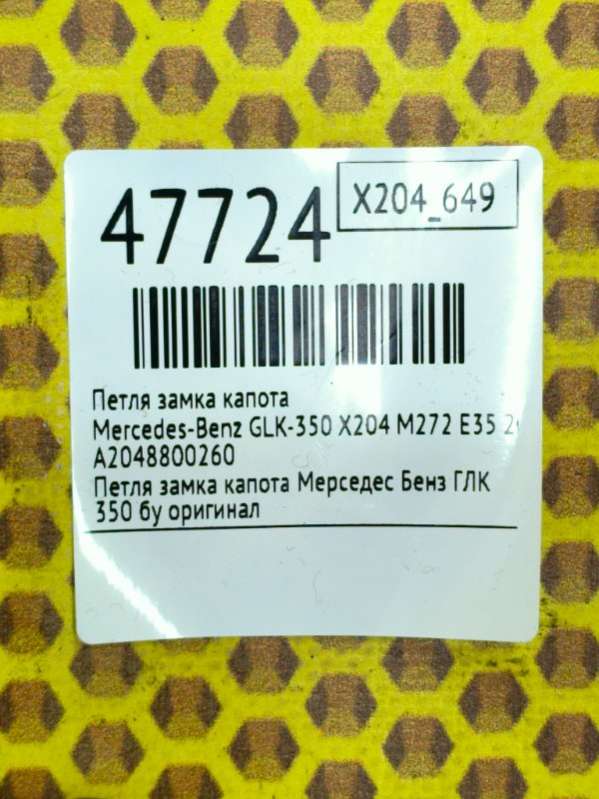 47724
X204_649
Петля замка капота
Mercedes-Benz GLK-350 X204 M272 E35
A2048800260
Петля замка капота Мерседес Бенз ГЛК
350 бу оригинал